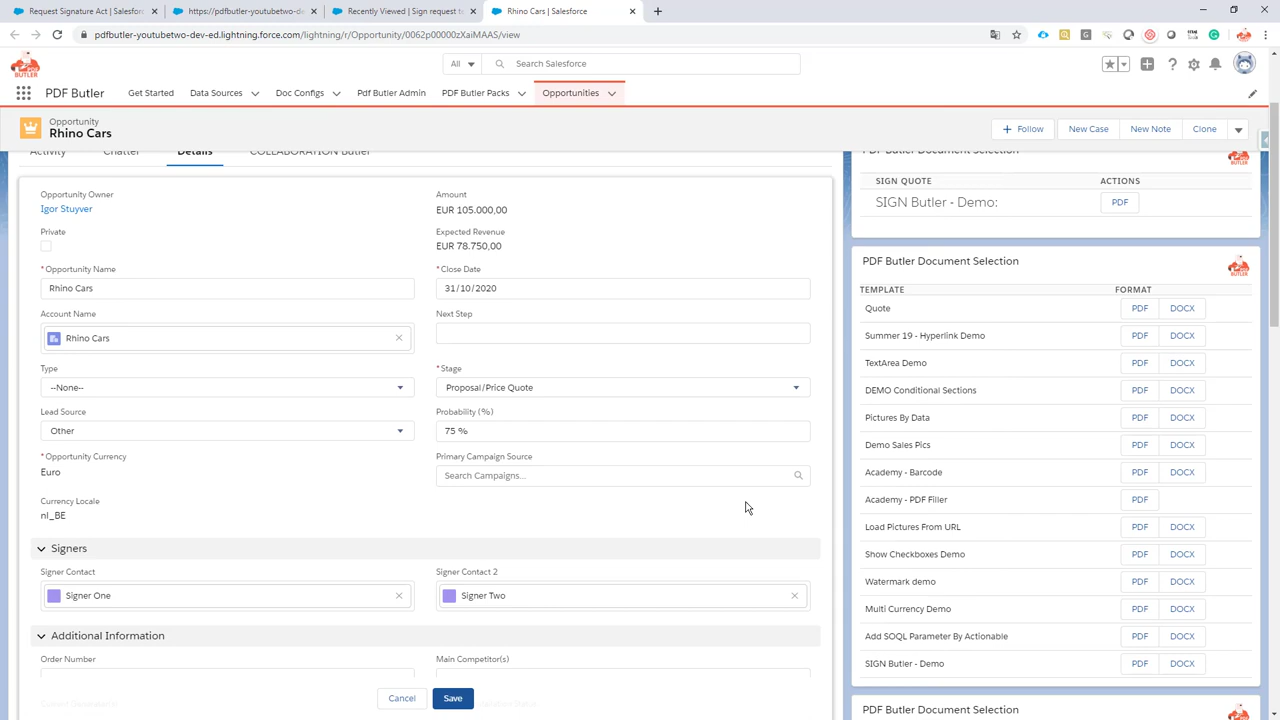 Request Signature Act | Salesforce
https://pdfbutler-youtubetwo-de
Recently Viewed | Sign request te
Rhino Cars | Salesforce
pdfbutler-youtubetwo-dev-ed.lightning.force.com/lightning/r/Opportunity/0062p00000zXaiMAAS/view
All
Search Salesforce
PDF BUTLER
PDF Butler
Get Started
Data Sources
Doc Configs
Pdf Butler Admin
PDF Butler Packs
Opportunities
Opportunity
Rhino Cars
Follow
New Case
New Note
Clone
Activity
Chatter
Details
COLLABORATION Butler
Opportunity Owner
Igor Stuyver
Amount
EUR 105.000,00
Private
Expected Revenue
EUR 78.750,00
* Opportunity Name
Rhino Cars
* Close Date
31/10/2020
Account Name
Rhino Cars
Next Step
Type
--None--
* Stage
Proposal/Price Quote
Lead Source
Other
Probability (%)
75 %
* Opportunity Currency
Euro
Primary Campaign Source
Search Campaigns...
Currency Locale
nl_BE
Signers
Signer Contact
Signer One
Signer Contact 2
Signer Two
Additional Information
Order Number
Main Competitor(s)
Cancel
Save
PDF Butler Document Selection
SIGN QUOTE ACTIONS
SIGN Butler - Demo: PDF
PDF Butler Document Selection
BUTLER
TEMPLATE FORMAT
Quote PDF DOCX
Summer 19 - Hyperlink Demo PDF DOCX
TextArea Demo PDF DOCX
DEMO Conditional Sections PDF DOCX
Pictures By Data PDF DOCX
Demo Sales Pics PDF DOCX
Academy - Barcode PDF DOCX
Academy - PDF Filler PDF
Load Pictures From URL PDF DOCX
Show Checkboxes Demo PDF DOCX
Watermark demo PDF DOCX
Multi Currency Demo PDF DOCX
Add SOQL Parameter By Actionable PDF DOCX
SIGN Butler - Demo PDF DOCX
PDF Butler Document Selection